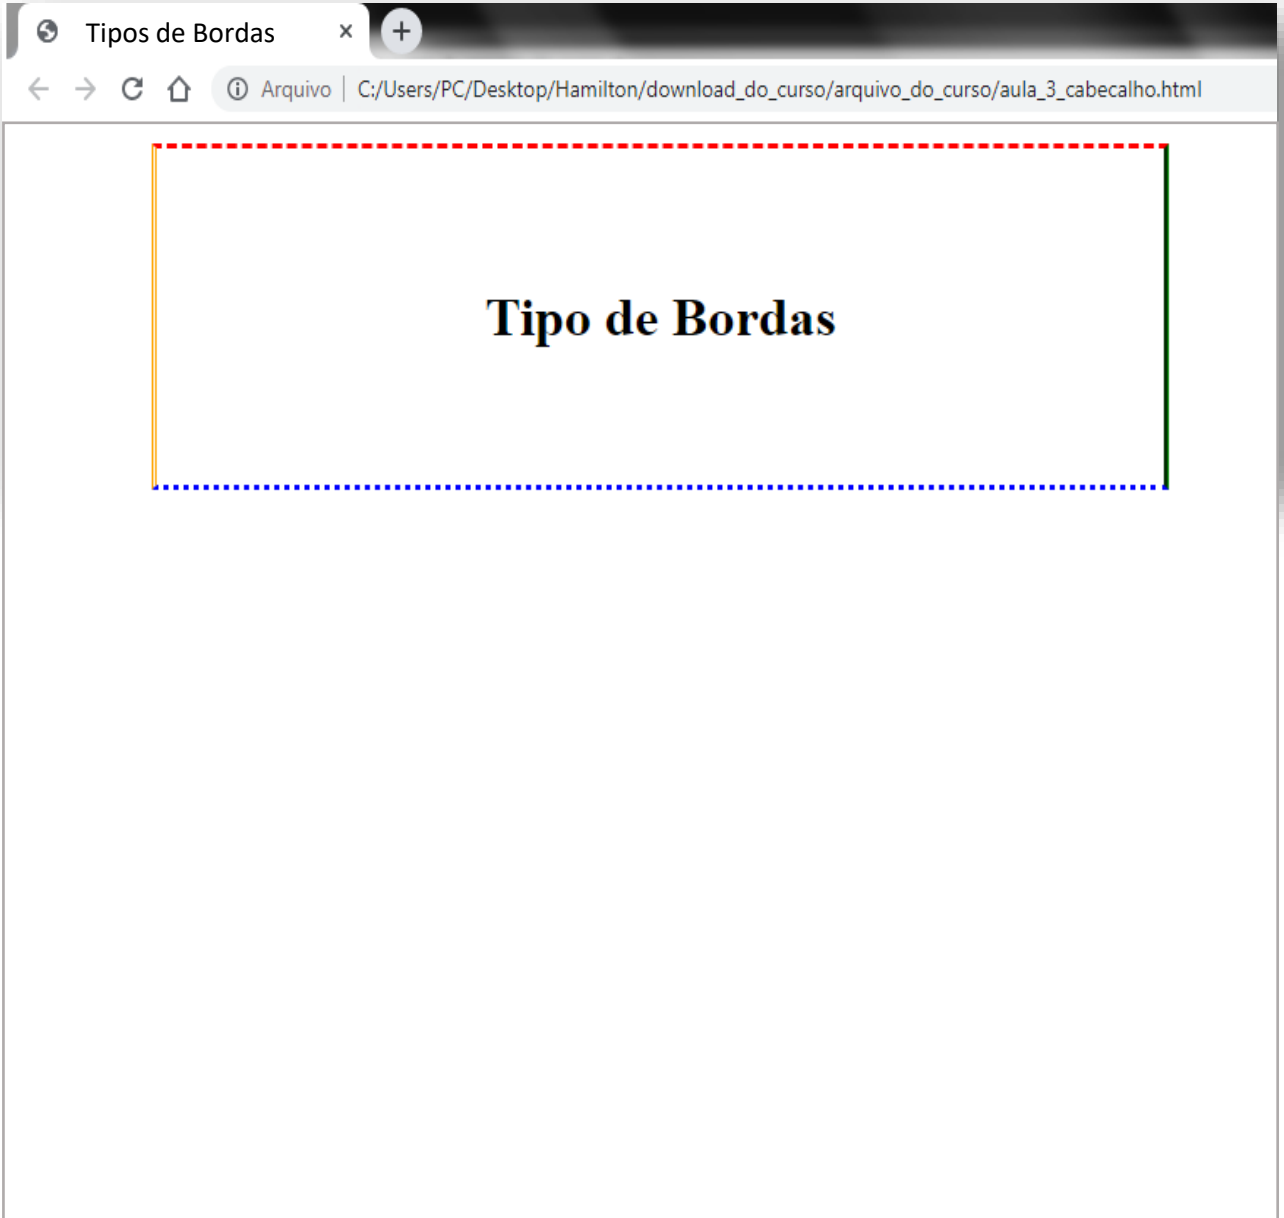 Tipos de Bordas
Arquivo C:/Users/PC/Desktop/Hamilton/download_do_curso/arquivo_do_curso/aula_3_cabecalho.html
Tipo de Bordas